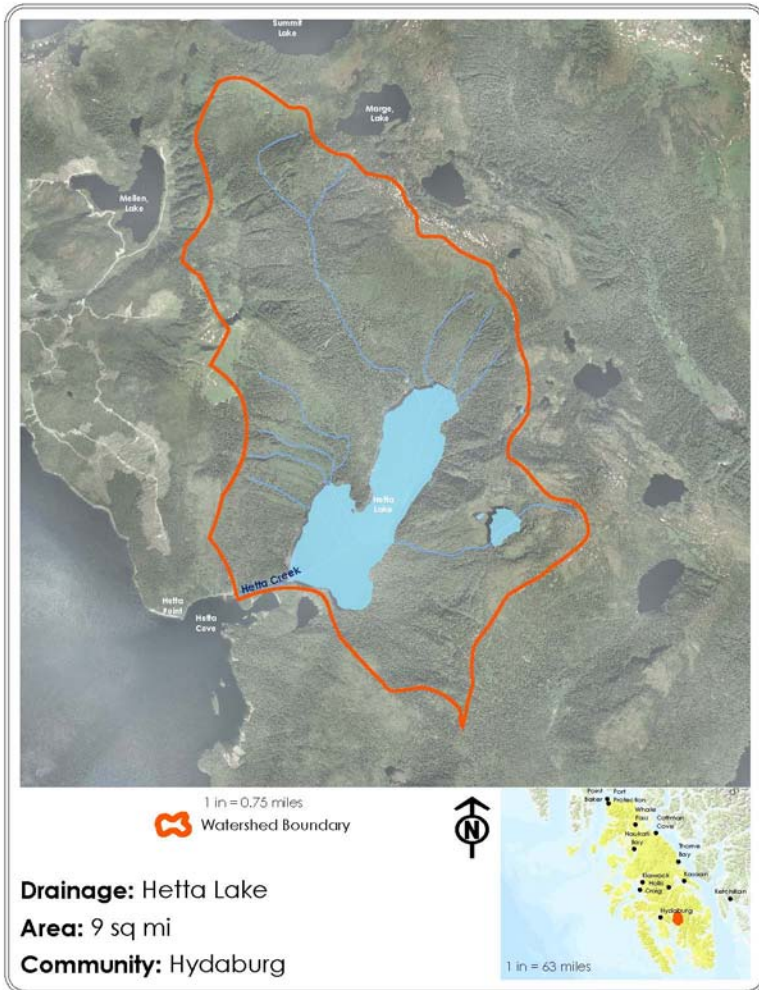 Summit
Lake
Marge,
Lake
Mellen,
Lake
Hetta
Lake
Hetta Creek
Hetta
Point
Hetta
Cove
1 in = 0.75 miles
Watershed Boundary
N
Drainage: Hetta Lake
Area: 9 sq mi
Community: Hydaburg
Point
Baker
Port
Protection
Whale
Pass
Coffman
Cove
Naukati
Bay
Thorne
Bay
Klawock
Hollis
Craig
Kasaan
Ketchikan
Hydaburg
1 in = 63 miles